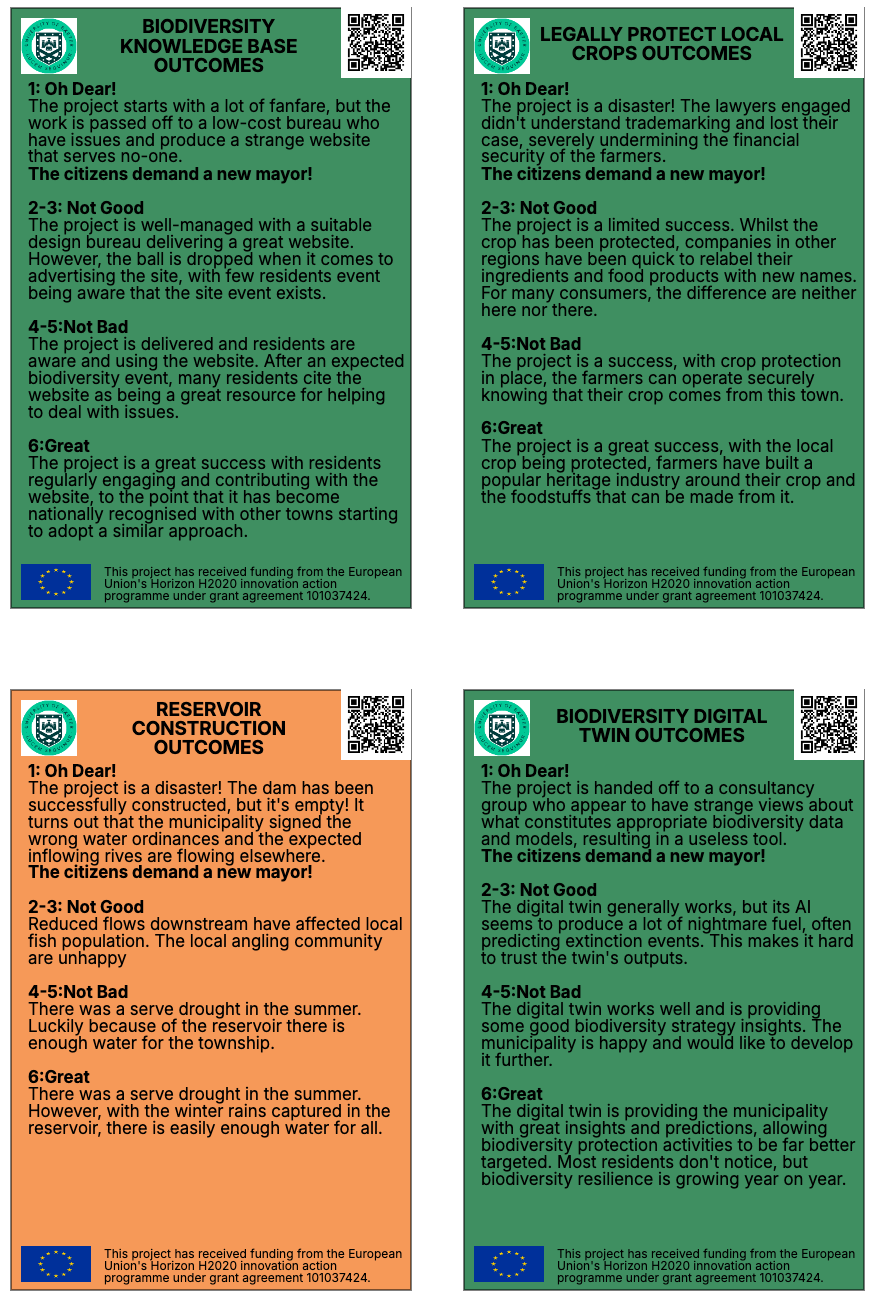 BIODIVERSITY
KNOWLEDGE BASE
OUTCOMES
1: Oh Dear!
The project starts with a lot of fanfare, but the
work is passed off to a low-cost bureau who
have issues and produce a strange website
that serves no-one.
The citizens demand a new mayor!
2-3: Not Good
The project is well-managed with a suitable
design bureau delivering a great website.
However, the ball is dropped when it comes to
advertising the site, with few residents event
being aware that the site event exists.
4-5:Not Bad
The project is delivered and residents are
aware and using the website. After an expected
biodiversity event, many residents cite the
website as being a great resource for helping
to deal with issues.
6:Great
The project is a great success with residents
regularly engaging and contributing with the
website, to the point that it has become
nationally recognised with other towns starting
to adopt a similar approach.
This project has received funding from the European
Union's Horizon H2020 innovation action
programme under grant agreement 101037424.
LEGALLY PROTECT LOCAL
CROPS OUTCOMES
1: Oh Dear!
The project is a disaster! The lawyers engaged
didn't understand trademarking and lost their
case, severely undermining the financial
security of the farmers.
The citizens demand a new mayor!
2-3: Not Good
The project is a limited success. Whilst the
crop has been protected, companies in other
regions have been quick to relabel their
ingredients and food products with new names.
For many consumers, the difference are neither
here nor there.
4-5:Not Bad
The project is a success, with crop protection
in place, the farmers can operate securely
knowing that their crop comes from this town.
6:Great
The project is a great success, with the local
crop being protected, farmers have built a
popular heritage industry around their crop and
the foodstuffs that can be made from it.
This project has received funding from the European
Union's Horizon H2020 innovation action
programme under grant agreement 101037424.
RESERVOIR
CONSTRUCTION
OUTCOMES
1: Oh Dear!
The project is a disaster! The dam has been
successfully constructed, but it's empty! It
turns out that the municipality signed the
wrong water ordinances and the expected
inflowing rives are flowing elsewhere.
The citizens demand a new mayor!
2-3: Not Good
Reduced flows downstream have affected local
fish population. The local angling community
are unhappy
4-5:Not Bad
There was a serve drought in the summer.
Luckily because of the reservoir there is
enough water for the township.
6:Great
There was a serve drought in the summer.
However, with the winter rains captured in the
reservoir, there is easily enough water for all.
This project has received funding from the European
Union's Horizon H2020 innovation action
programme under grant agreement 101037424.
BIODIVERSITY DIGITAL
TWIN OUTCOMES
1: Oh Dear!
The project is handed off to a consultancy
group who appear to have strange views about
what constitutes appropriate biodiversity data
and models, resulting in a useless tool.
The citizens demand a new mayor!
2-3: Not Good
The digital twin generally works, but its AI
seems to produce a lot of nightmare fuel, often
predicting extinction events. This makes it hard
to trust the twin's outputs.
4-5:Not Bad
The digital twin works well and is providing
some good biodiversity strategy insights. The
municipality is happy and would like to develop
it further.
6:Great
The digital twin is providing the municipality
with great insights and predictions, allowing
biodiversity protection activities to be far better
targeted. Most residents don't notice, but
biodiversity resilience is growing year on year.
This project has received funding from the European
Union's Horizon H2020 innovation action
programme under grant agreement 101037424.